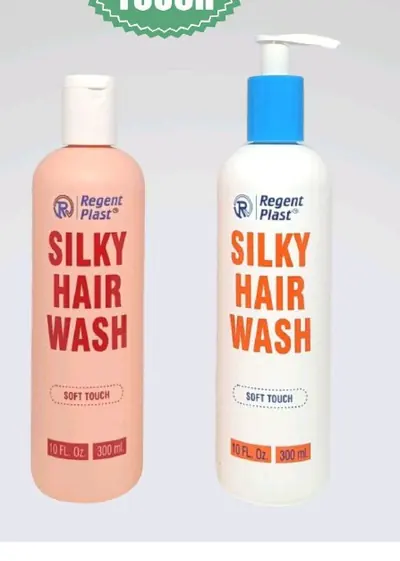 TOUCH
Regent
Plast®
SILKY
HAIR
WASH
SOFT TOUCH
10 FL. Oz. 300 ml.
Regent
Plast®
SILKY
HAIR
WASH
SOFT TOUCH
10 FL. Oz. 300 ml.